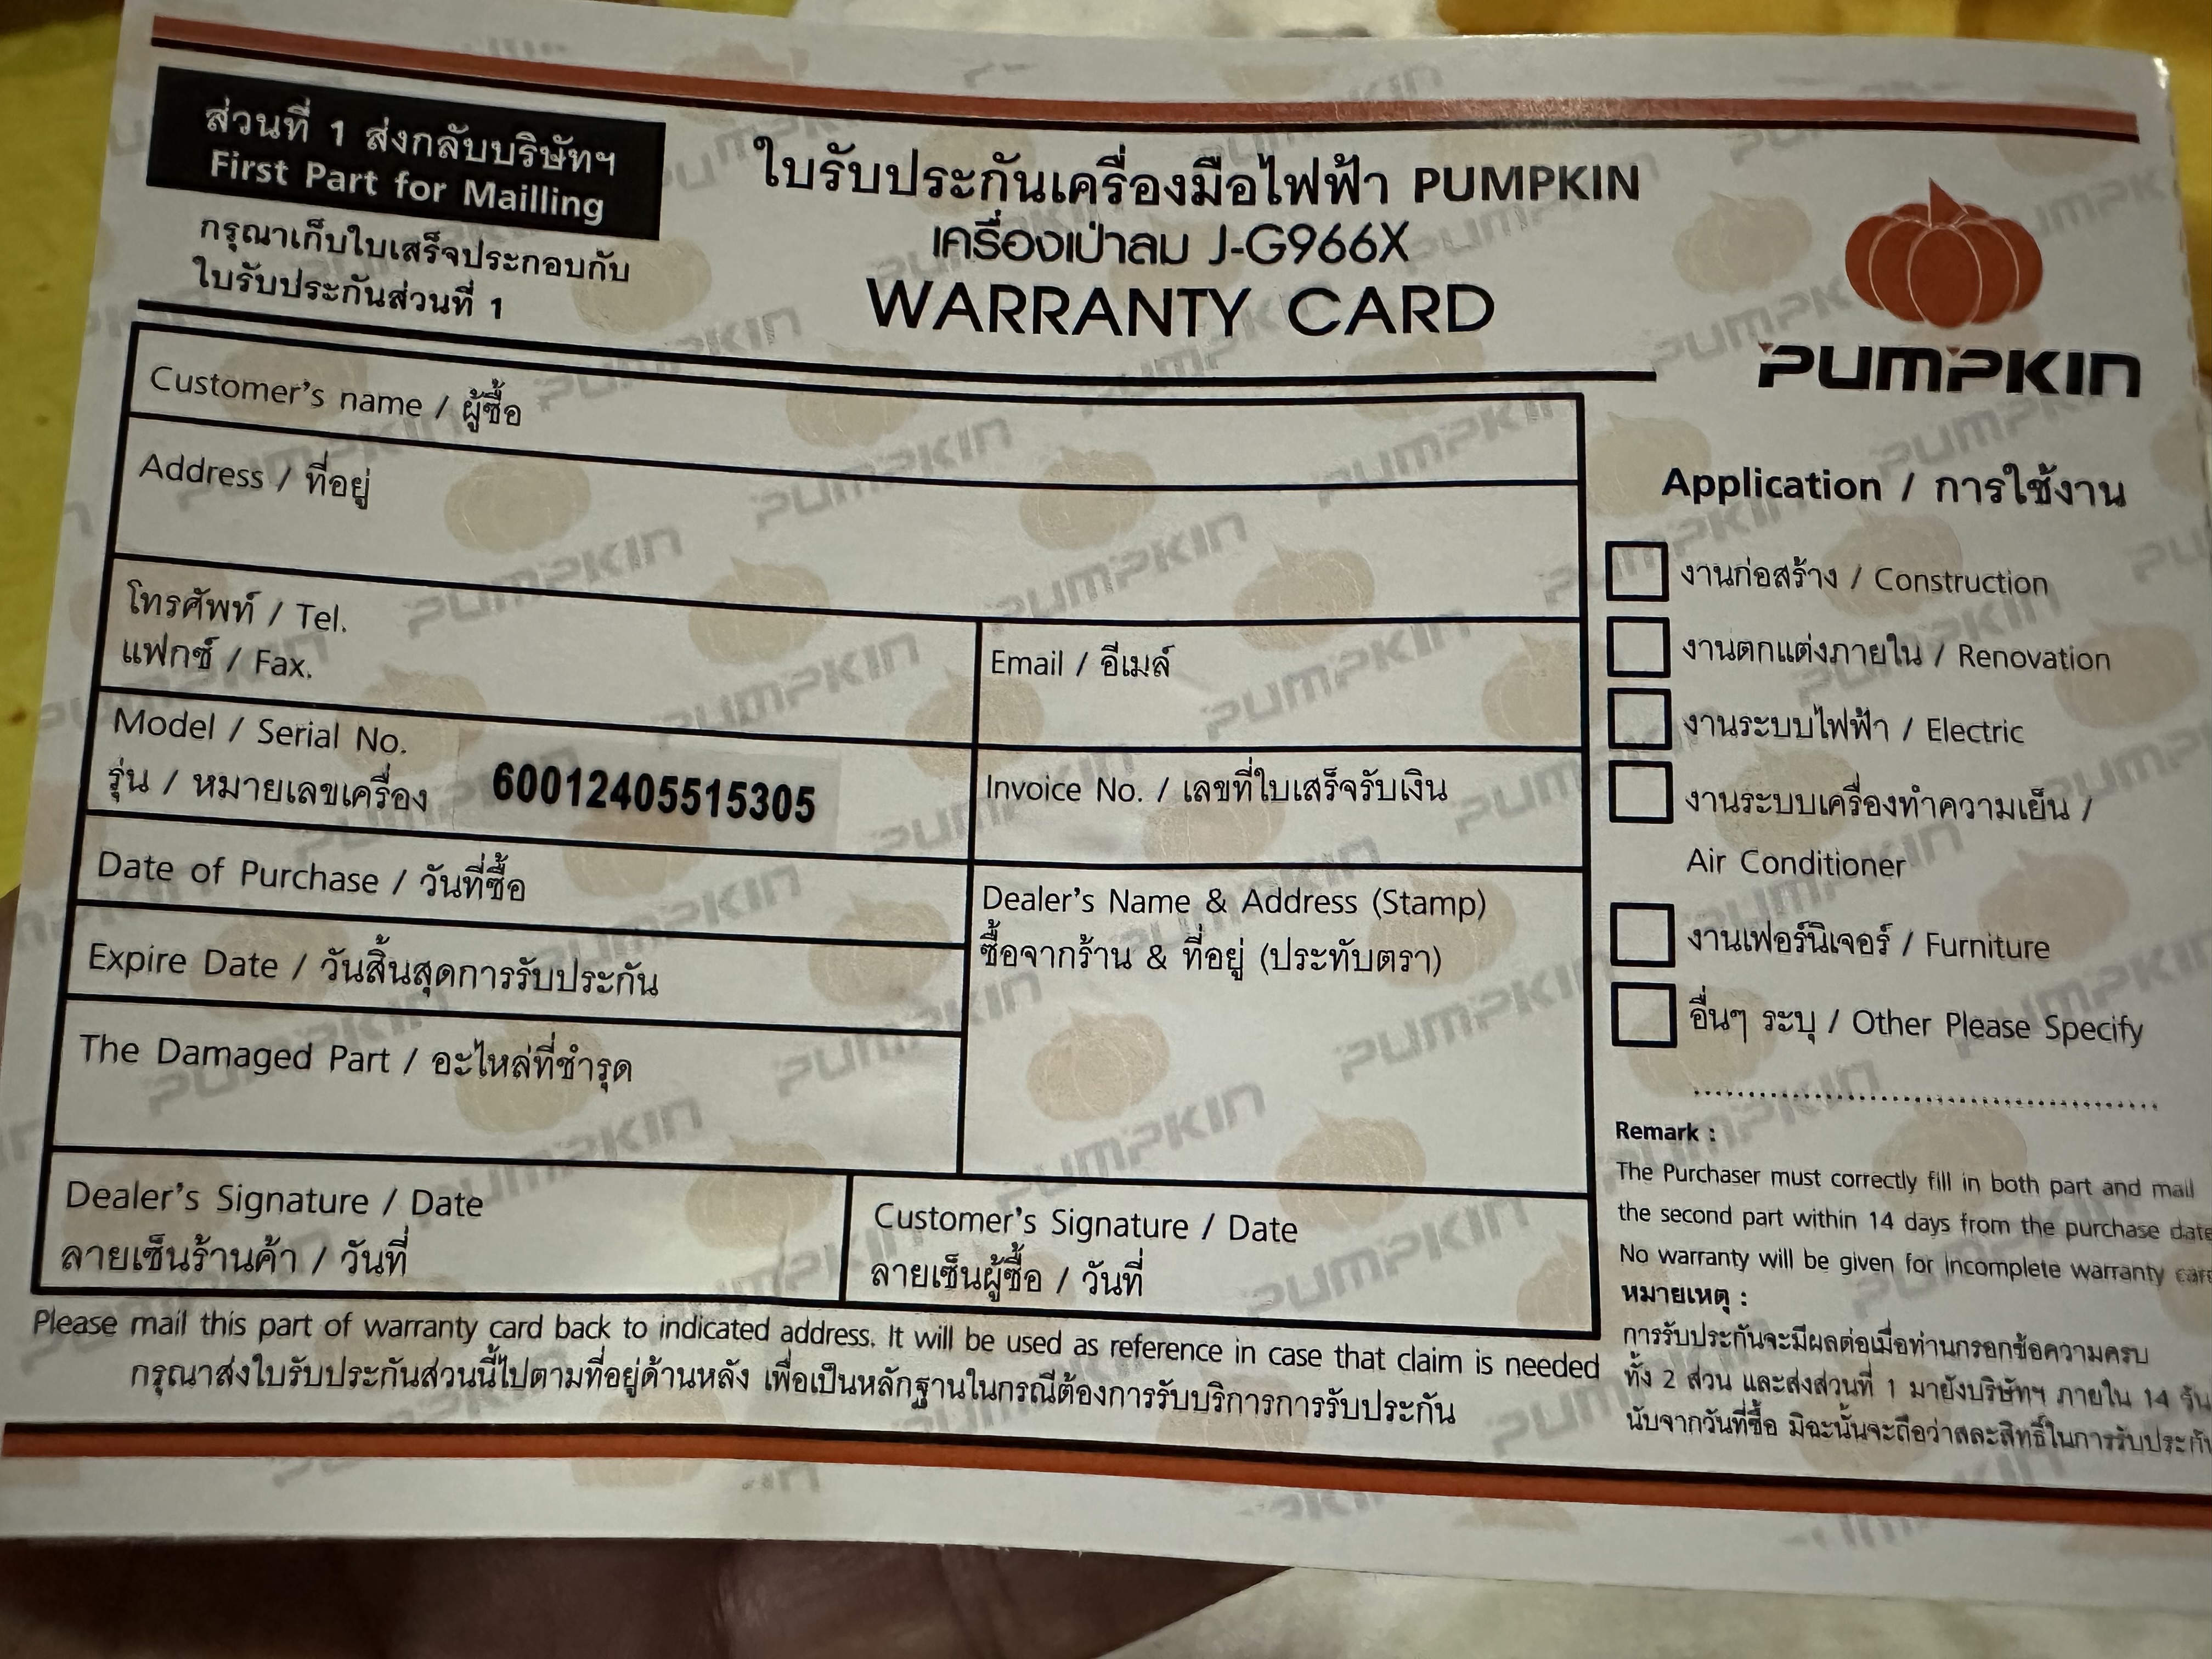 ส่วนที่ 1 ส่งกลับบริษัทฯ
First Part for Mailling
กรุณาเก็บใบเสร็จประกอบกับ
ใบรับประกันส่วนที่ 1
ใบรับประกันเครื่องมือไฟฟ้า PUMPKIN
เครื่องเป่าลม J-G966X
WARRANTY CARD
PUMPKIN
Customer's name / ผู้ซื้อ
Address / ที่อยู่
โทรศัพท์ / Tel.
แฟกซ์ / Fax.
Email / อีเมล์
Model / Serial No.
รุ่น / หมายเลขเครื่อง
60012405515305
Invoice No. / เลขที่ใบเสร็จรับเงิน
Date of Purchase / วันที่ซื้อ
Expire Date / วันสิ้นสุดการรับประกัน
The Damaged Part / อะไหล่ที่ชำรุด
Dealer's Name & Address (Stamp)
ซื้อจากร้าน & ที่อยู่ (ประทับตรา)
Dealer's Signature / Date
ลายเซ็นร้านค้า / วันที่
Customer's Signature / Date
ลายเซ็นผู้ซื้อ / วันที่
Please mail this part of warranty card back to indicated address. It will be used as reference in case that claim is needed
กรุณาส่งใบรับประกันส่วนนี้ไปตามที่อยู่ด้านหลัง เพื่อเป็นหลักฐานในกรณีต้องการรับบริการการรับประกัน
Application / การใช้งาน
งานก่อสร้าง / Construction
งานตกแต่งภายใน / Renovation
งานระบบไฟฟ้า / Electric
งานระบบเครื่องทำความเย็น /
Air Conditioner
งานเฟอร์นิเจอร์ / Furniture
อื่นๆ ระบุ / Other Please Specify
Remark :
The Purchaser must correctly fill in both part and mail
the second part within 14 days from the purchase date
No warranty will be given for incomplete warranty
หมายเหตุ :
การรับประกันจะมีผลต่อเมื่อท่านกรอกข้อความครบ
ทั้ง 2 ส่วน และส่งส่วนที่ 1 มายังบริษัทฯ ภายใน 14 วัน
นับจากวันที่ซื้อ มิฉะนั้นจะถือว่าสละสิทธิ์ในการรับประกัน